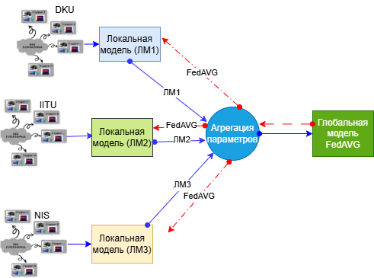 DKU
Локальная
модель (ЛМ1)
FedAVG
ЛМ1
IITU
Локальная
модель (ЛМ2)
FedAVG
ЛМ2
Агрегация
параметров
Глобальная
модель
FedAVG
ЛМ3
FedAVG
NIS
Локальная
модель (ЛМ3)